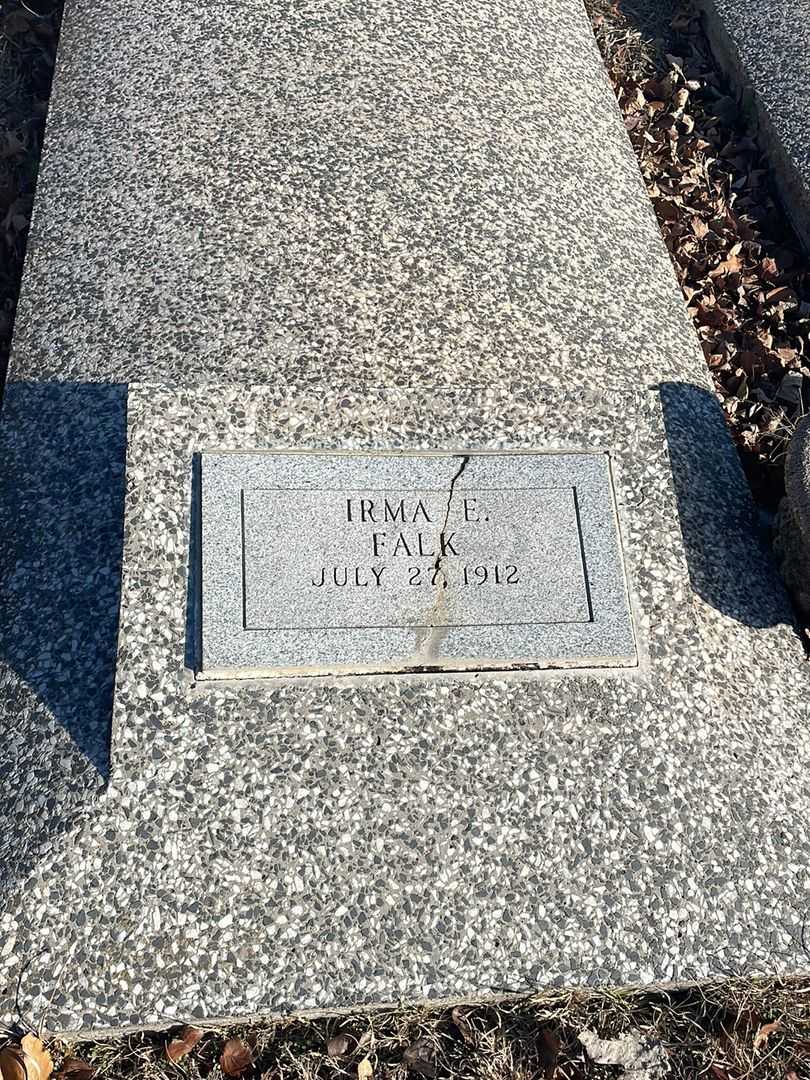 IRMA E.
FALK
JULY 27, 1912